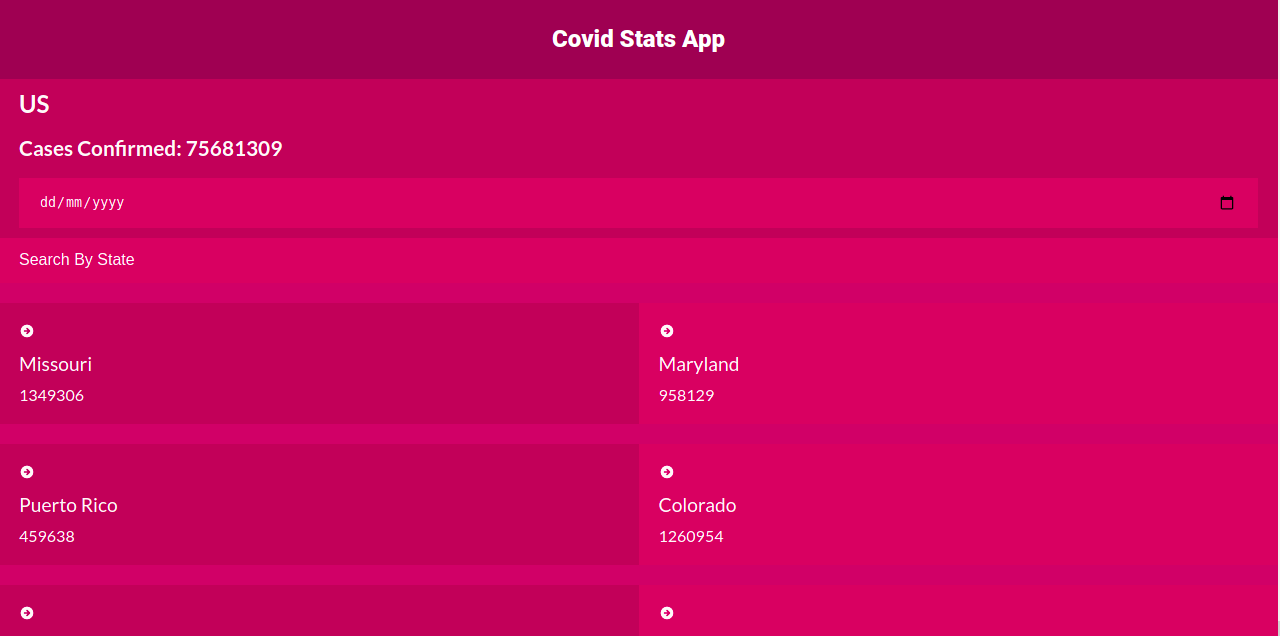 Covid Stats App
US
Cases Confirmed: 75681309
dd/mm/yyyy
Search By State
Missouri
1349306
Maryland
958129
Puerto Rico
459638
Colorado
1260954